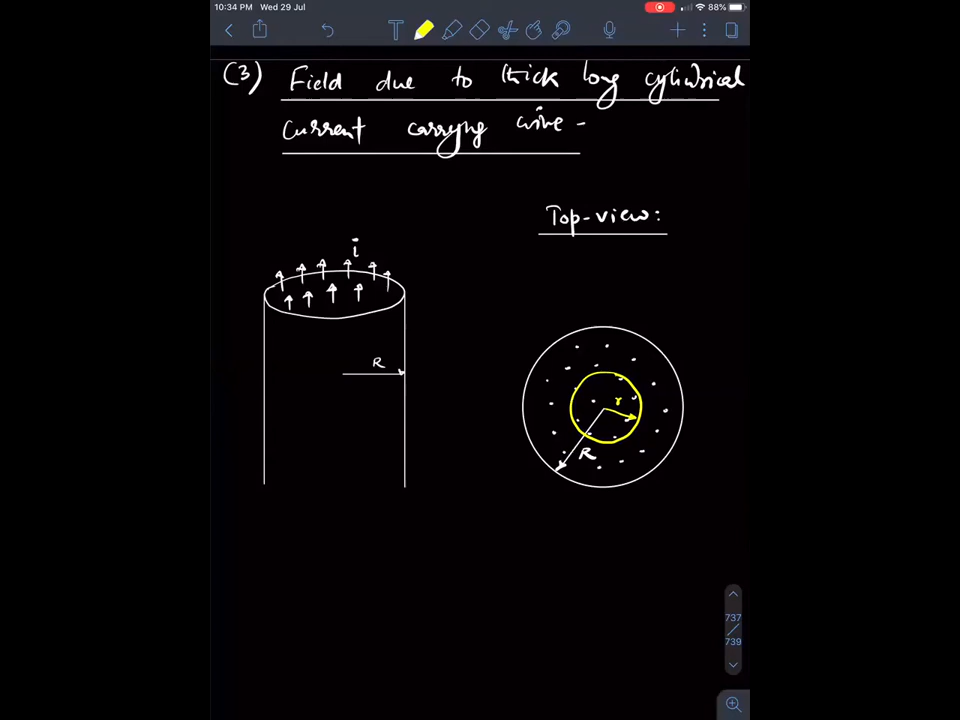 10:34 PM Wed 29 Jul
88%
(3) Field due to thick long cylindrical
current carrying wire -
Top-view:
i
R
r
R
737
739